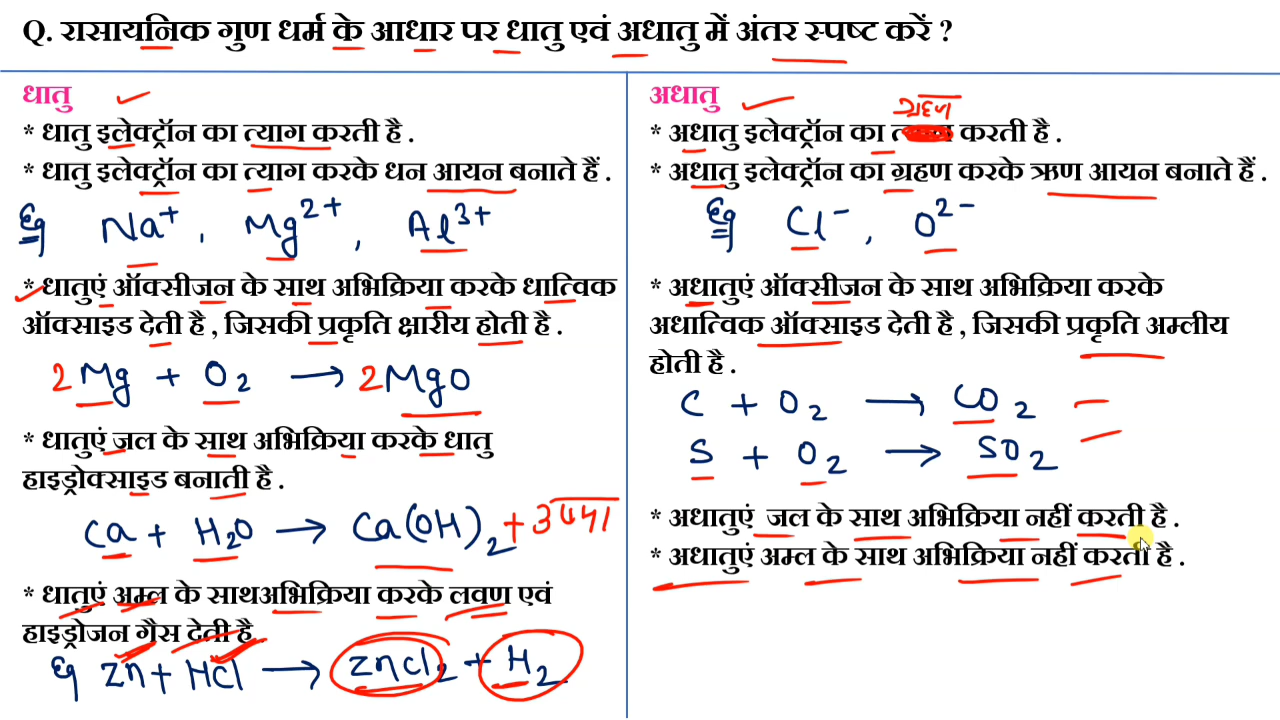 Q. रासायनिक गुण धर्म के आधार पर धातु एवं अधातु में अंतर स्पष्ट करें ?
धातु
* धातु इलेक्ट्रॉन का त्याग करती है .
* धातु इलेक्ट्रॉन का त्याग करके धन आयन बनाते हैं .
Eg Na⁺, Mg²⁺, Al³⁺
* धातुएं ऑक्सीजन के साथ अभिक्रिया करके धात्विक
ऑक्साइड देती है , जिसकी प्रकृति क्षारीय होती है .
2Mg + O₂ → 2MgO
* धातुएं जल के साथ अभिक्रिया करके धातु
हाइड्रोक्साइड बनाती है .
Ca + H₂O → Ca(OH)₂ +
* धातुएं अम्ल के साथअभिक्रिया करके लवण एवं
हाइड्रोजन गैस देती है .
Eg Zn + HCl → ZnCl₂ + H₂
अधातु
ग्रहण
* अधातु इलेक्ट्रॉन का करती है .
* अधातु इलेक्ट्रॉन का ग्रहण करके ऋण आयन बनाते हैं .
Eg Cl⁻, O²⁻
* अधातुएं ऑक्सीजन के साथ अभिक्रिया करके
अधात्विक ऑक्साइड देती है , जिसकी प्रकृति अम्लीय
होती है .
C + O₂ → CO₂
S + O₂ → SO₂
* अधातुएं जल के साथ अभिक्रिया नहीं करती है .
* अधातुएं अम्ल के साथ अभिक्रिया नहीं करती है .